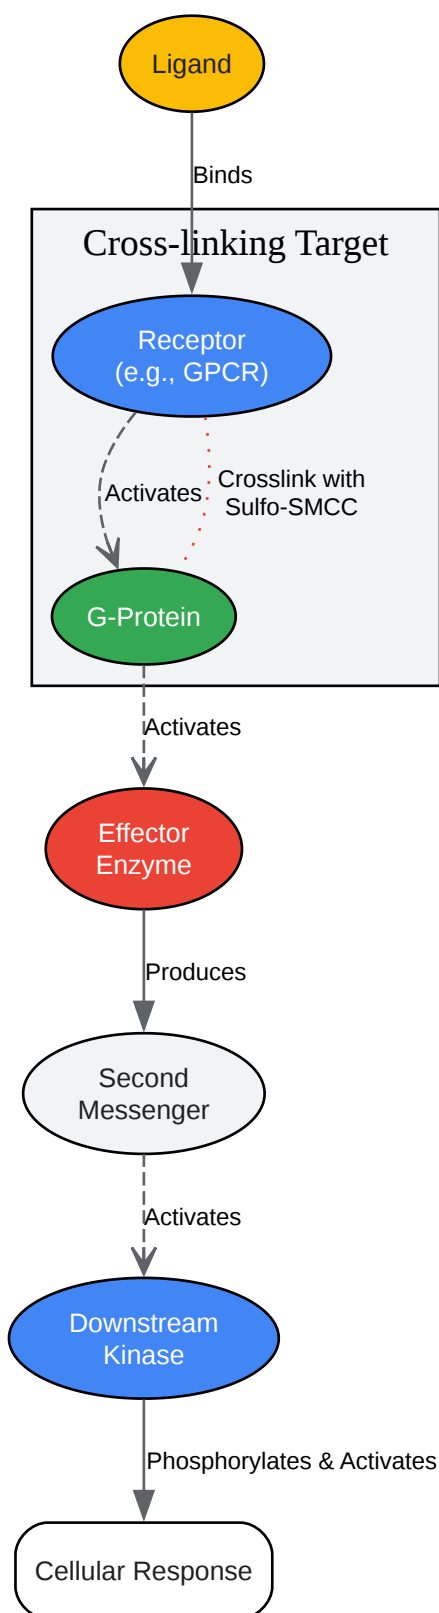 Ligand
Binds
Cross-linking Target
Receptor
(e.g., GPCR)
Activates
Crosslink with
Sulfo-SMCC
G-Protein
Activates
Effector
Enzyme
Produces
Second
Messenger
Activates
Downstream
Kinase
Phosphorylates & Activates
Cellular Response